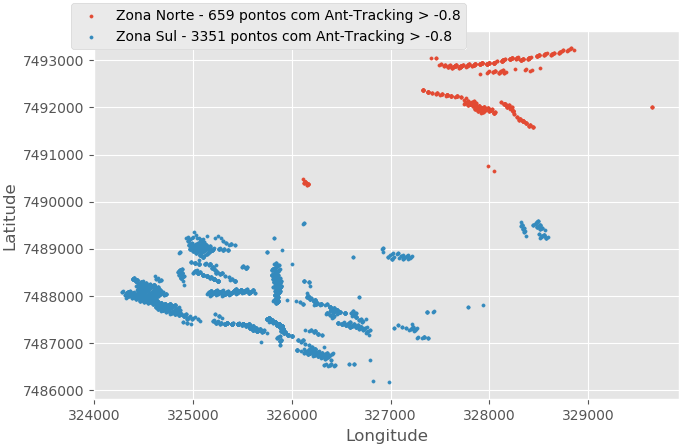 Zona Norte - 659 pontos com Ant-Tracking > -0.8
Zona Sul - 3351 pontos com Ant-Tracking > -0.8
7493000
7492000
7491000
7490000
7489000
7488000
7487000
7486000
Latitude
324000 325000 326000 327000 328000 329000
Longitude